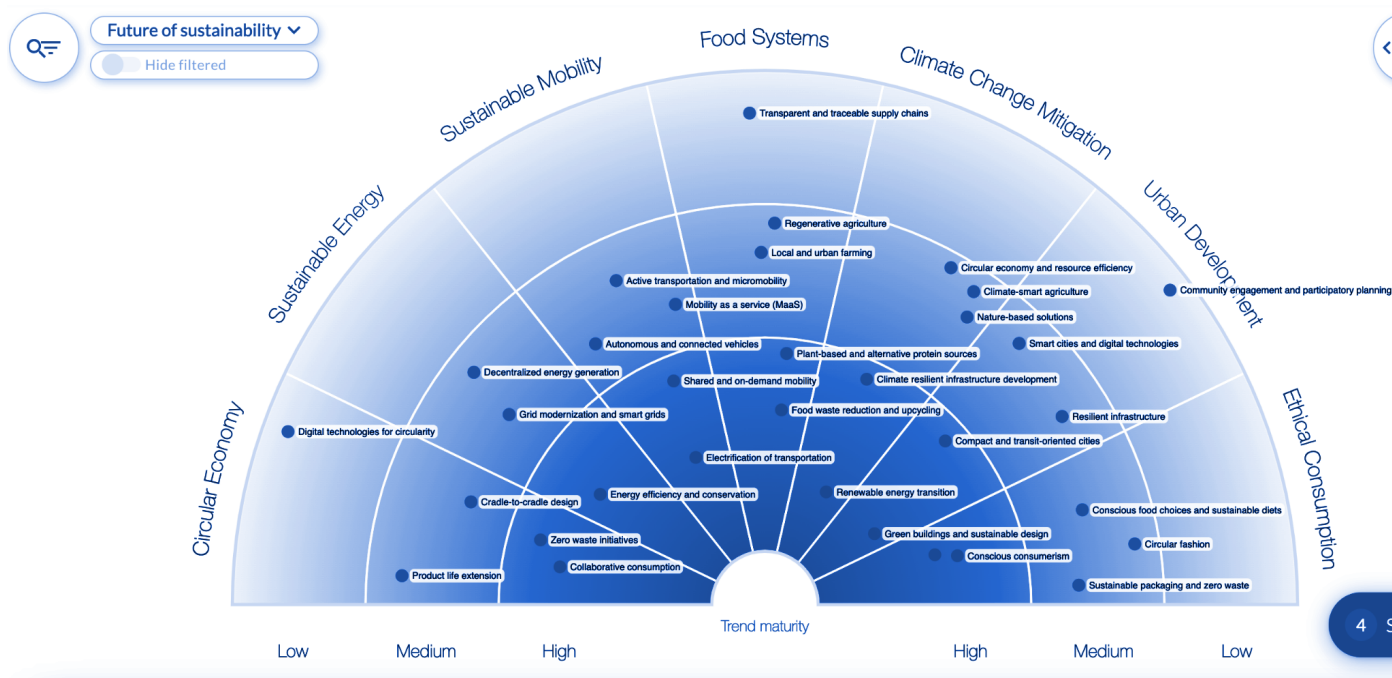 Future of sustainability
Hide filtered
Circular Economy
Sustainable Energy
Sustainable Mobility
Food Systems
Climate Change Mitigation
Urban Development
Ethical Consumption
Transparent and traceable supply chains
Regenerative agriculture
Local and urban farming
Circular economy and resource efficiency
Active transportation and micromobility
Climate-smart agriculture
Community engagement and participatory planning
Mobility as a service (MaaS)
Nature-based solutions
Autonomous and connected vehicles
Smart cities and digital technologies
Plant-based and alternative protein sources
Decentralized energy generation
Shared and on-demand mobility
Climate resilient infrastructure development
Grid modernization and smart grids
Food waste reduction and upcycling
Resilient infrastructure
Digital technologies for circularity
Compact and transit-oriented cities
Electrification of transportation
Energy efficiency and conservation
Renewable energy transition
Cradle-to-cradle design
Conscious food choices and sustainable diets
Green buildings and sustainable design
Zero waste initiatives
Circular fashion
Conscious consumerism
Collaborative consumption
Product life extension
Sustainable packaging and zero waste
Trend maturity
4 S
Low Medium High High Medium Low